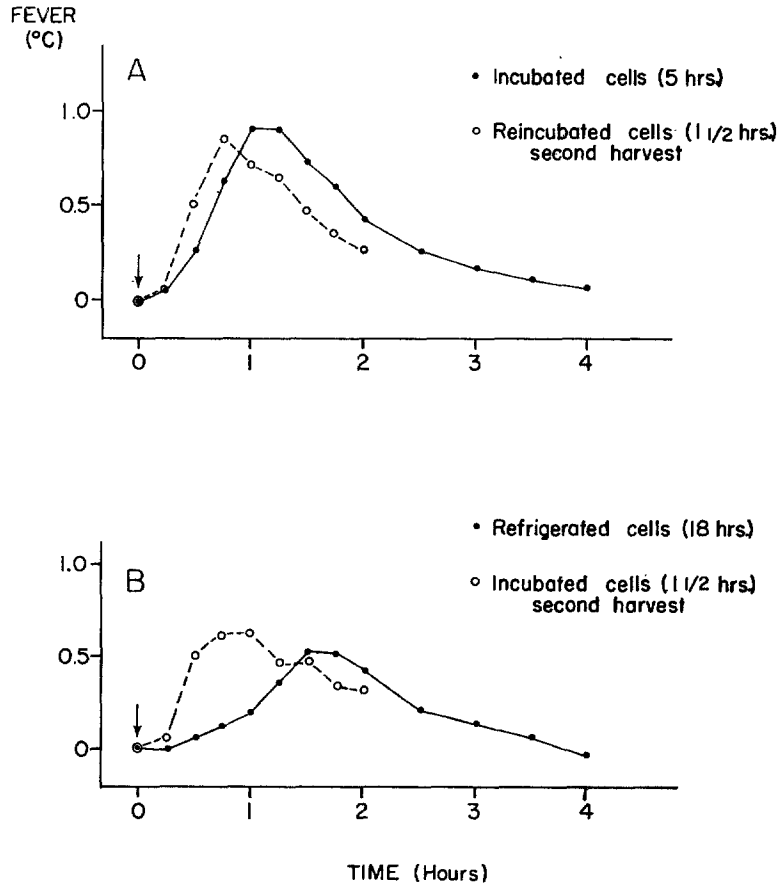 FEVER
(°C)
A
• Incubated cells (5 hrs.)
○ Reincubated cells (1 1/2 hrs.)
second harvest
1.0
0.5
0
0 1 2 3 4
B
• Refrigerated cells (18 hrs.)
○ Incubated cells (1 1/2 hrs.)
second harvest
1.0
0.5
0
0 1 2 3 4
TIME (Hours)